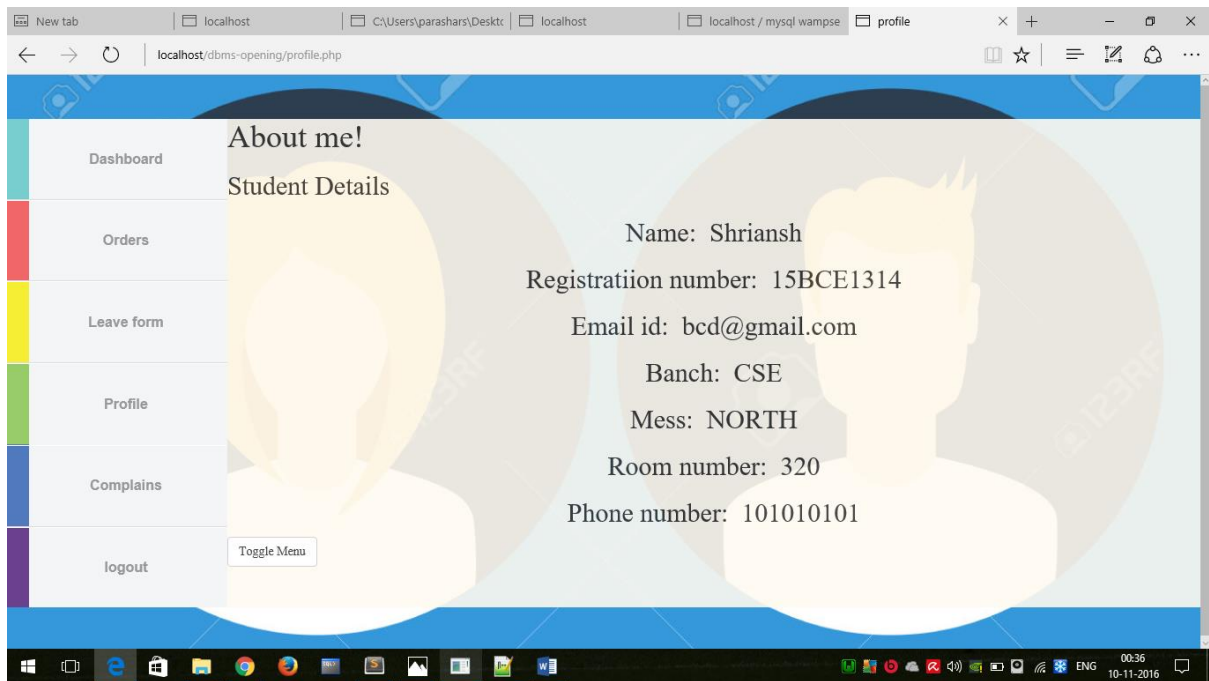 New tab
localhost
C:\Users\parashars\Deskto
localhost
localhost / mysql wampse
profile
localhost/dbms-opening/profile.php
About me!
Student Details
Dashboard
Orders
Leave form
Profile
Complains
logout
Name: Shriansh
Registratiion number: 15BCE1314
Email id: bcd@gmail.com
Banch: CSE
Mess: NORTH
Room number: 320
Phone number: 101010101
Toggle Menu
123RF
123RF
ENG
00:36
10-11-2016